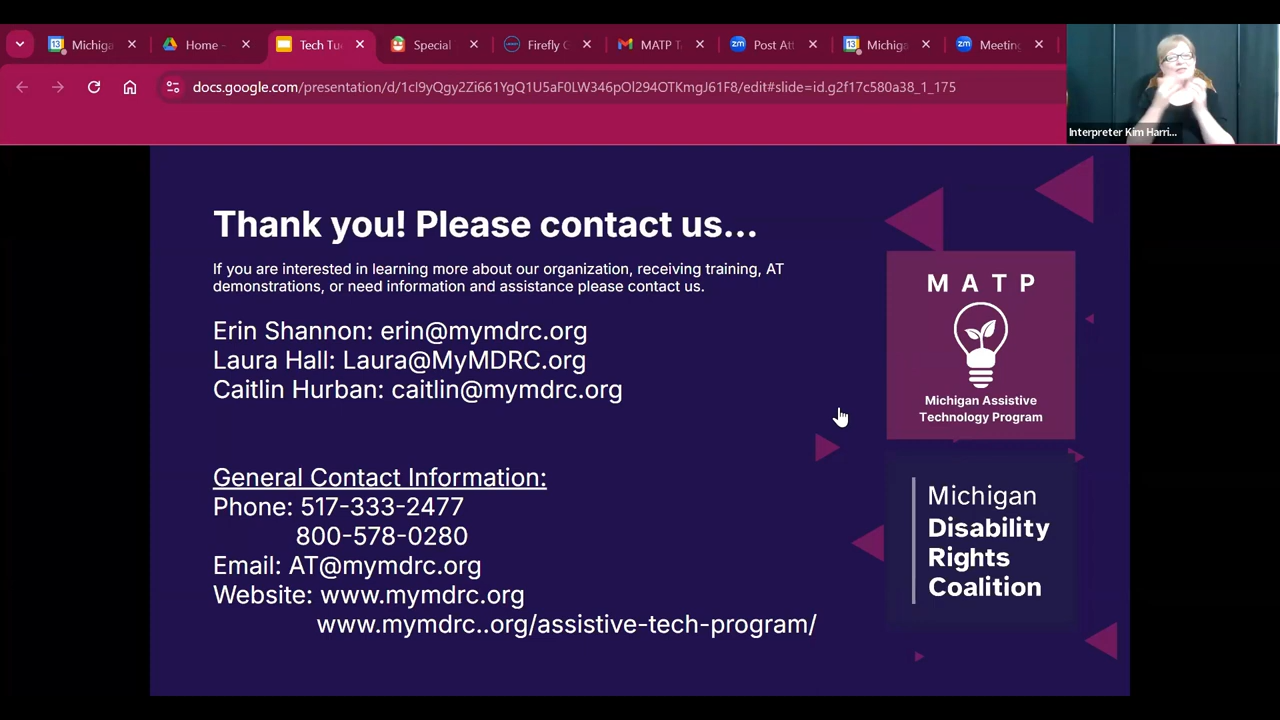 Michiga
Home -
Tech Tue
Special
Firefly C
MATP T
Post Att
Michiga
Meeting
docs.google.com/presentation/d/1cI9yQgy2Zi661YgQ1U5aF0LW346pOl294OTKmgJ61F8/edit#slide=id.g2f17c580a38_1_175
Interpreter Kim Harri...
Thank you! Please contact us...
If you are interested in learning more about our organization, receiving training, AT
demonstrations, or need information and assistance please contact us.
Erin Shannon: erin@mymdrc.org
Laura Hall: Laura@MyMDRC.org
Caitlin Hurban: caitlin@mymdrc.org
General Contact Information:
Phone: 517-333-2477
800-578-0280
Email: AT@mymdrc.org
Website: www.mymdrc.org
www.mymdrc..org/assistive-tech-program/
MATP
Michigan Assistive
Technology Program
Michigan
Disability
Rights
Coalition